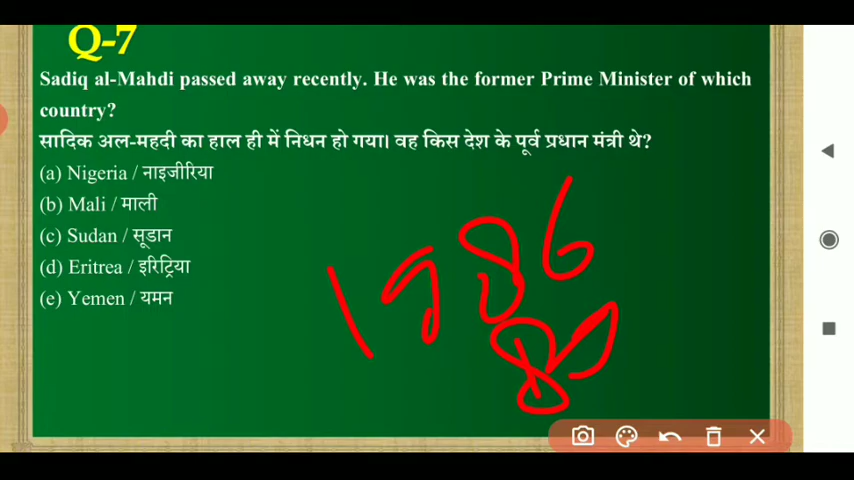 Q-7
Sadiq al-Mahdi passed away recently. He was the former Prime Minister of which
country?
सादिक अल-महदी का हाल ही में निधन हो गया। वह किस देश के पूर्व प्रधान मंत्री थे?
(a) Nigeria / नाइजीरिया
(b) Mali / माली
(c) Sudan / सूडान
(d) Eritrea / इरिट्रिया
(e) Yemen / यमन
1986
89